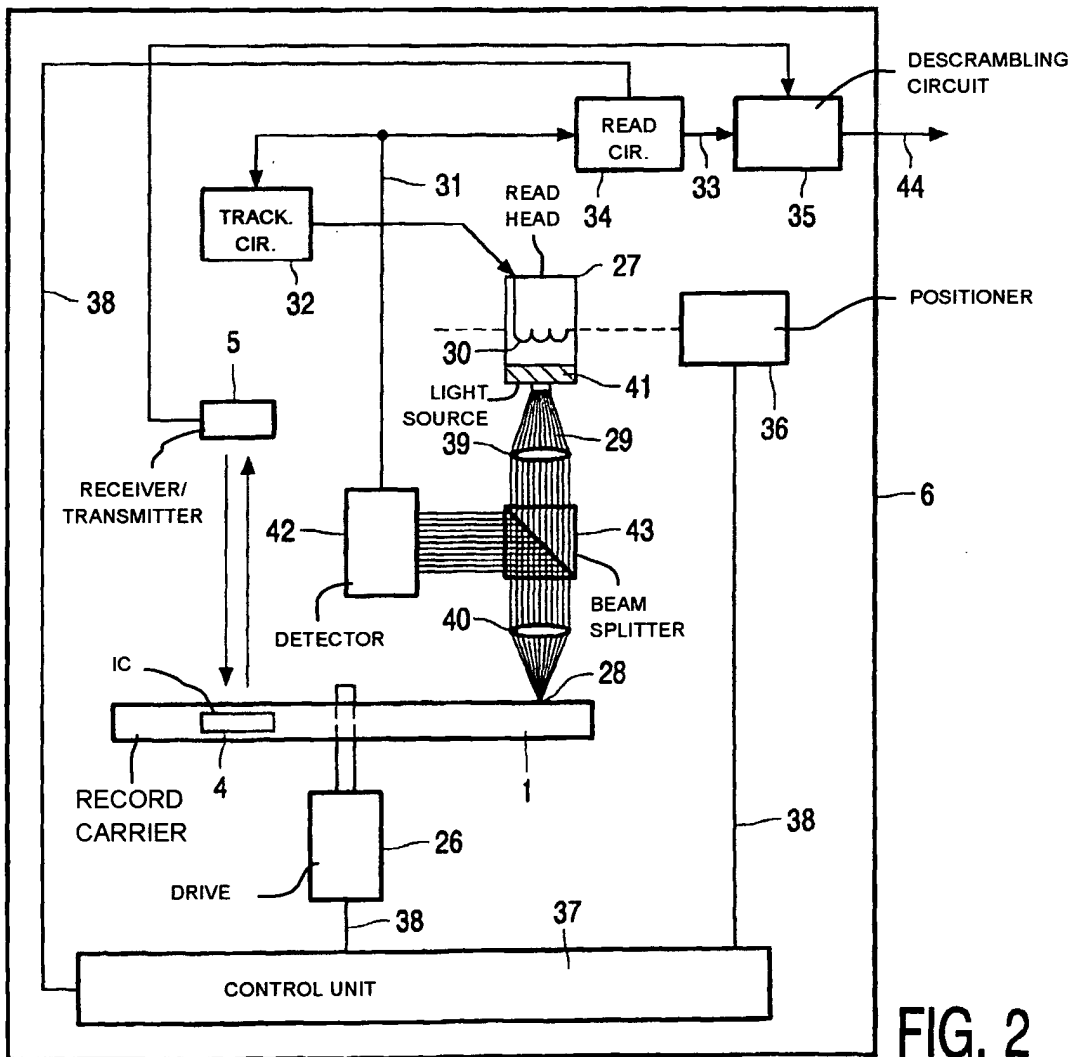 DESCRAMBLING
CIRCUIT
READ
CIR.
33
44
31
34
35
READ
HEAD
TRACK.
CIR.
27
32
38
POSITIONER
5
30
41
LIGHT
SOURCE
36
29
39
RECEIVER/
TRANSMITTER
6
42
43
BEAM
SPLITTER
DETECTOR
40
IC
28
4
1
RECORD
CARRIER
26
38
DRIVE
38
37
CONTROL UNIT
FIG. 2